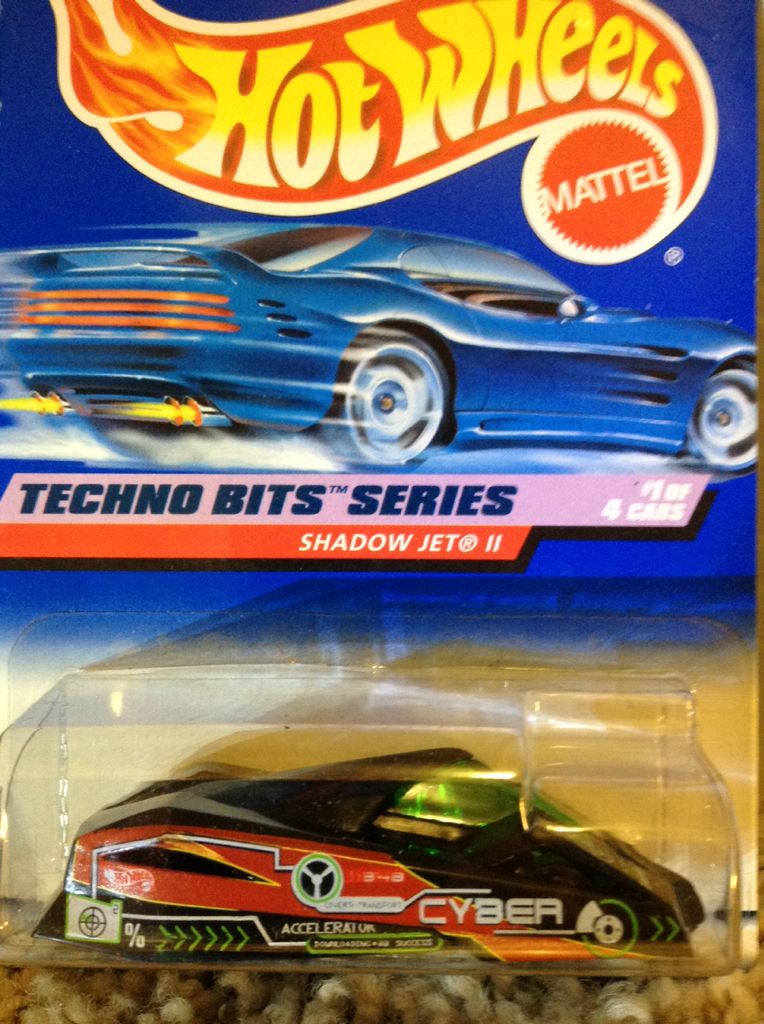 Hot Wheels
MATTEL
®
TECHNO BITS™ SERIES
#1 OF
4 CARS
SHADOW JET® II
CYBER
%
ACCELERATOR